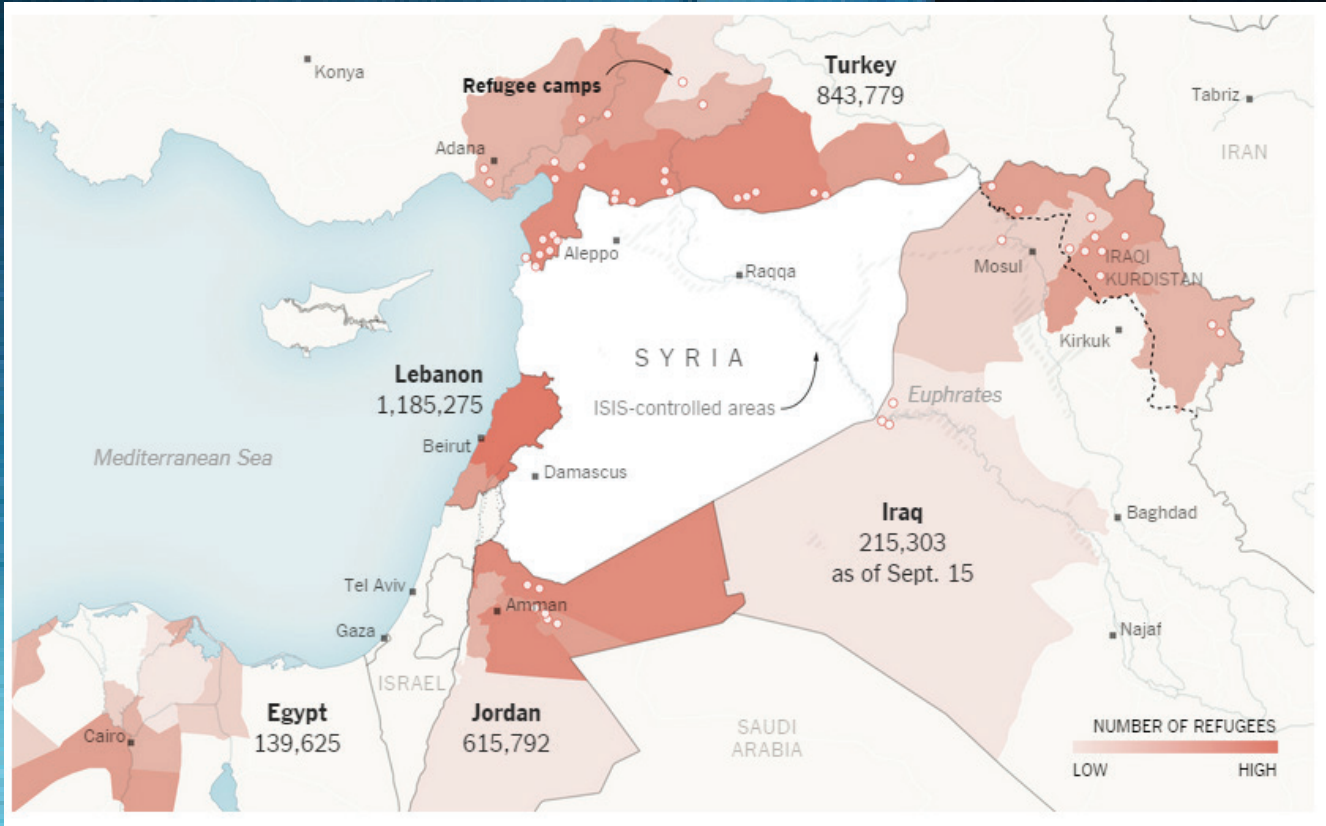 Konya
Refugee camps
Turkey
843,779
Tabriz
IRAN
Adana
Aleppo
Raqqa
Mosul
IRAQI
KURDISTAN
Kirkuk
SYRIA
ISIS-controlled areas
Euphrates
Lebanon
1,185,275
Beirut
Mediterranean Sea
Damascus
Iraq
215,303
as of Sept. 15
Baghdad
Tel Aviv
Amman
Gaza
Najaf
ISRAEL
Egypt
139,625
Jordan
615,792
Cairo
SAUDI
ARABIA
NUMBER OF REFUGEES
LOW HIGH